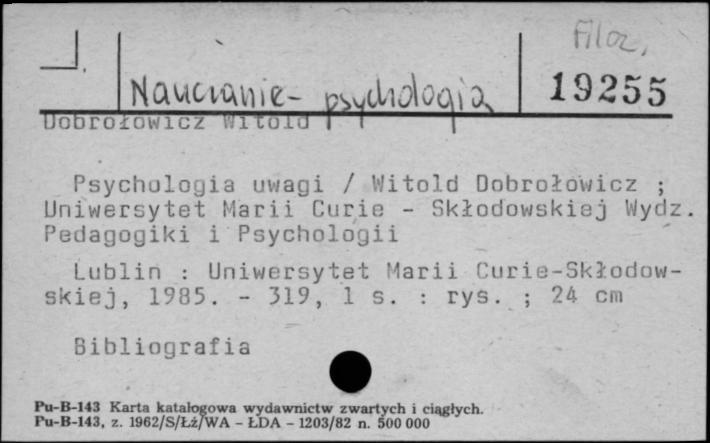 Filoz.
J.
Nauczanie - psychologia
19255
Dobrołowicz Witold
Psychologia uwagi / Witold Dobrołowicz ;
Uniwersytet Marii Curie - Skłodowskiej Wydz.
Pedagogiki i Psychologii
Lublin : Uniwersytet Marii Curie-Skłodow-
skiej, 1985. - 319, 1 s. : rys. ; 24 cm
Bibliografia
Pu-B-143 Karta katalogowa wydawnictw zwartych i ciągłych.
Pu-B-143, z. 1962/S/Łż/WA - ŁDA - 1203/82 n. 500 000